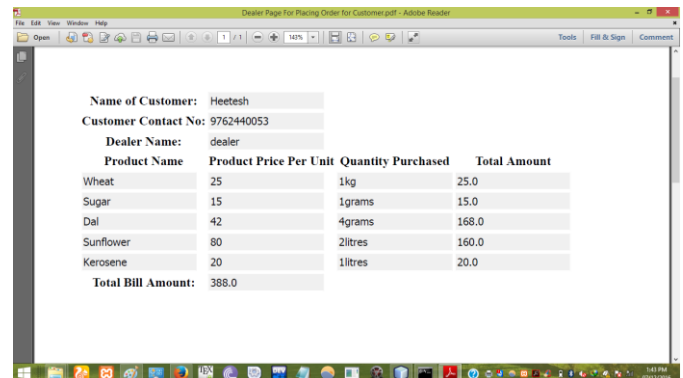 Dealer Page For Placing Order for Customer.pdf - Adobe Reader
File Edit View Window Help
Open 1 / 1 143% Tools Fill & Sign Comment
Name of Customer: Heetesh
Customer Contact No: 9762440053
Dealer Name: dealer
Product Name Product Price Per Unit Quantity Purchased Total Amount
Wheat 25 1kg 25.0
Sugar 15 1grams 15.0
Dal 42 4grams 168.0
Sunflower 80 2litres 160.0
Kerosene 20 1litres 20.0
Total Bill Amount: 388.0
1:43 PM